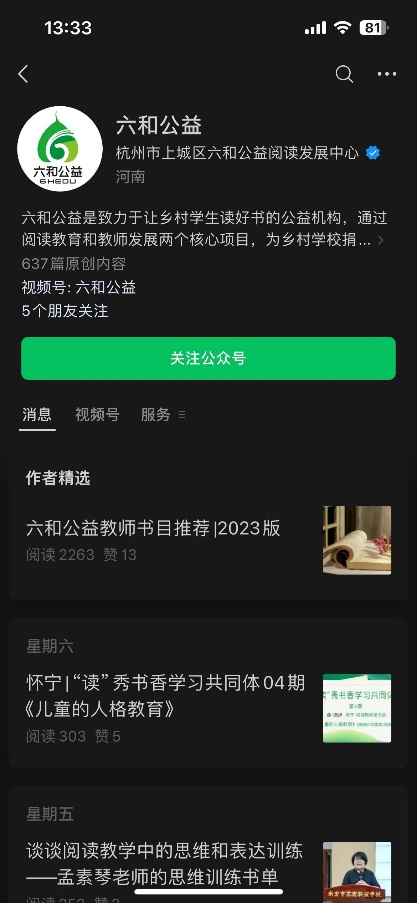 13:33
81
六和公益
6 HEOU
六和公益
杭州市上城区六和公益阅读发展中心
河南
六和公益是致力于让乡村学生读好书的公益机构，通过
阅读教育和教师发展两个核心项目，为乡村学校捐...
637篇原创内容
视频号: 六和公益
5个朋友关注
关注公众号
消息 视频号 服务
作者精选
六和公益教师书目推荐|2023版
阅读 2263 赞 13
星期六
怀宁|“读”秀书香学习共同体04期
《儿童的人格教育》
阅读 303 赞 5
星期五
谈谈阅读教学中的思维和表达训练
——孟素琴老师的思维训练书单